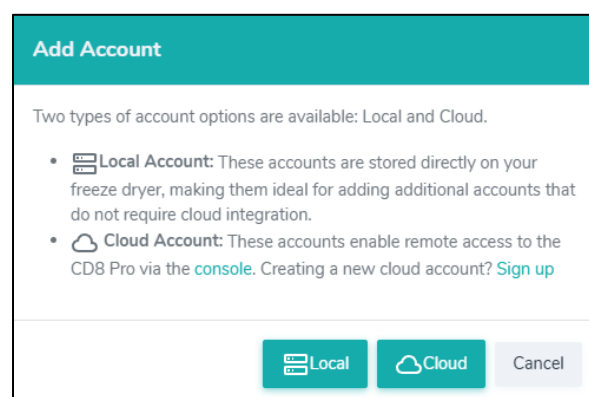 Add Account
Two types of account options are available: Local and Cloud.
• Local Account: These accounts are stored directly on your
freeze dryer, making them ideal for adding additional accounts that
do not require cloud integration.
• Cloud Account: These accounts enable remote access to the
CD8 Pro via the console. Creating a new cloud account? Sign up
Local Cloud Cancel